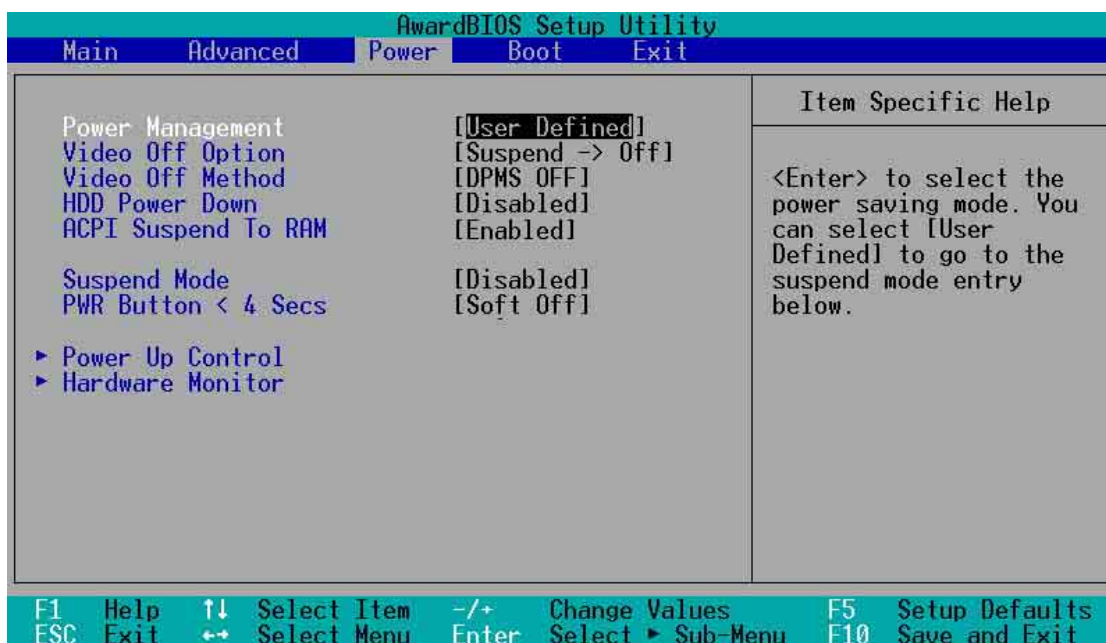 AwardBIOS Setup Utility
Main Advanced Power Boot Exit
Item Specific Help
Power Management [User Defined]
Video Off Option [Suspend -> Off]
Video Off Method [DPMS OFF]
HDD Power Down [Disabled]
ACPI Suspend To RAM [Enabled]
Suspend Mode [Disabled]
PWR Button < 4 Secs [Soft Off]
► Power Up Control
► Hardware Monitor
<Enter> to select the
power saving mode. You
can select [User
Defined] to go to the
suspend mode entry
below.
F1 Help ↑↓ Select Item -/+ Change Values F5 Setup Defaults
ESC Exit ←→ Select Menu Enter Select ► Sub-Menu F10 Save and Exit